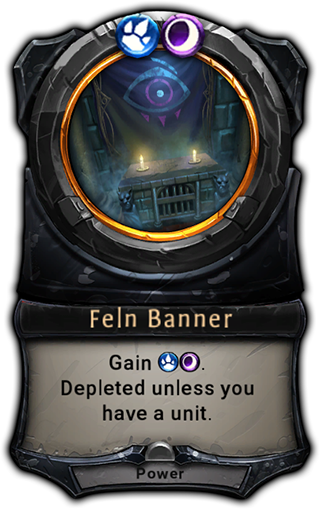 Feln Banner
Gain .
Depleted unless you
have a unit.
Power